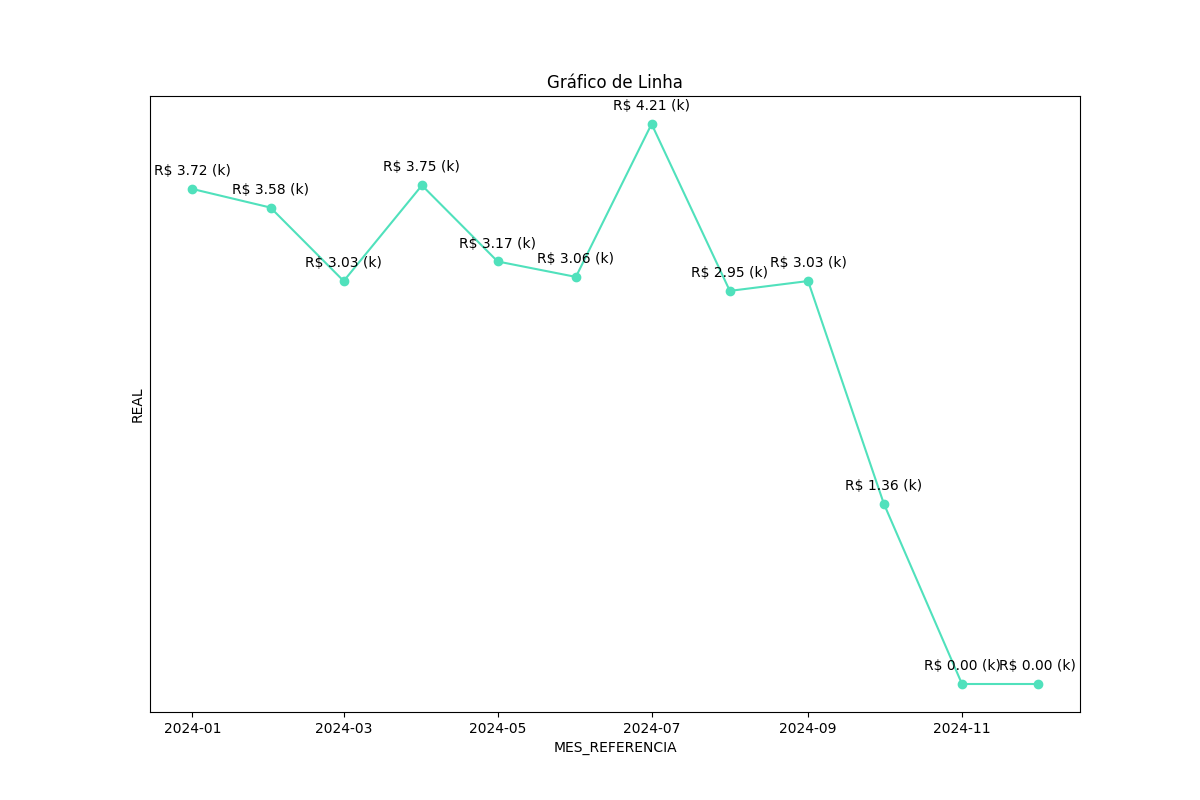 Gráfico de Linha
R$ 4.21 (k)
R$ 3.72 (k)
R$ 3.58 (k)
R$ 3.75 (k)
R$ 3.17 (k)
R$ 3.06 (k)
R$ 3.03 (k)
R$ 2.95 (k)
R$ 3.03 (k)
R$ 1.36 (k)
R$ 0.00 (k)
R$ 0.00 (k)
REAL
2024-01
2024-03
2024-05
2024-07
2024-09
2024-11
MES_REFERENCIA